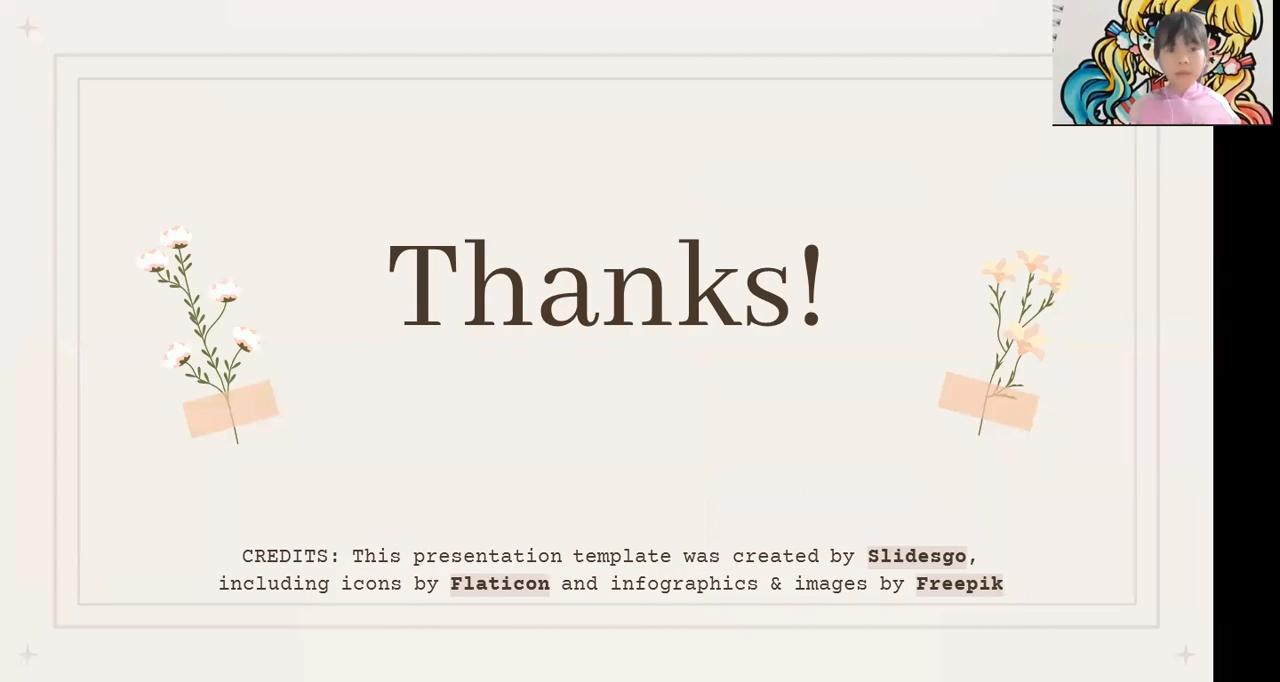 Thanks!
CREDITS: This presentation template was created by Slidesgo,
including icons by Flaticon and infographics & images by Freepik